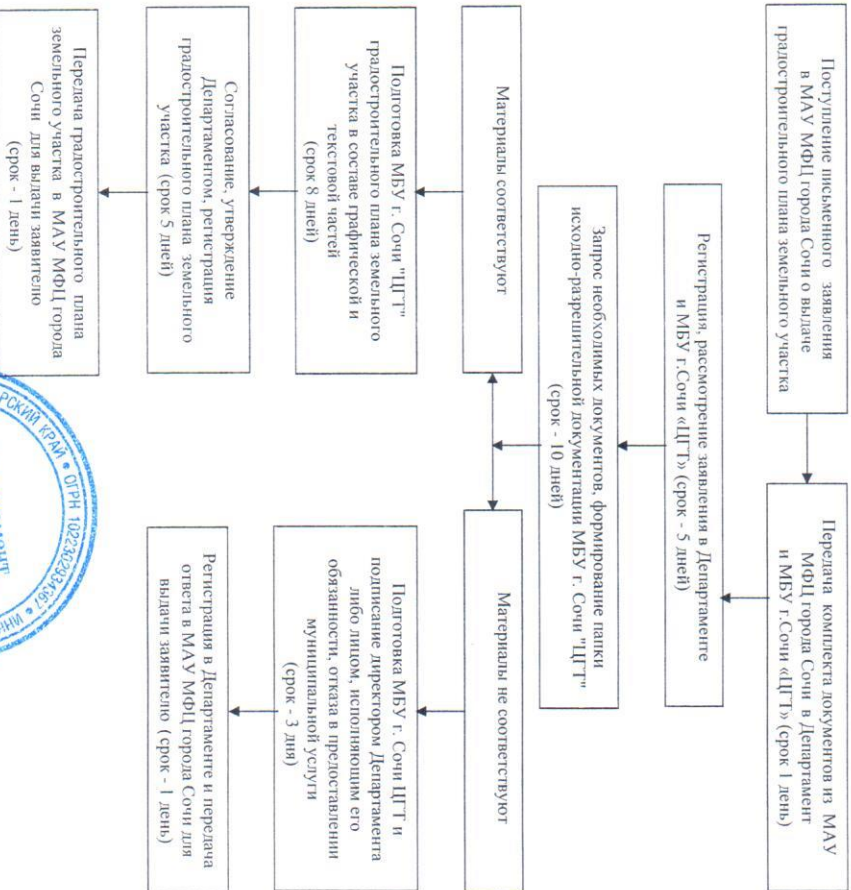 Поступление письменного заявления
в МАУ МФЦ города Сочи о выдаче
градостроительного плана земельного участка
Передача комплекта документов из МАУ
МФЦ города Сочи в Департамент
и МБУ г.Сочи «ЦГТ» (срок 1 день)
Регистрация, рассмотрение заявления в Департаменте
и МБУ г.Сочи «ЦГТ» (срок - 5 дней)
Запрос необходимых документов, формирование папки
исходно-разрешительной документации МБУ г. Сочи "ЦГТ"
(срок - 10 дней)
Материалы соответствуют
Материалы не соответствуют
Подготовка МБУ г. Сочи "ЦГТ"
градостроительного плана земельного
участка в составе графической и
текстовой частей
(срок 8 дней)
Согласование, утверждение
Департаментом, регистрация
градостроительного плана земельного
участка (срок 5 дней)
Передача градостроительного плана
земельного участка в МАУ МФЦ города
Сочи для выдачи заявителю
(срок - 1 день)
Подготовка МБУ г. Сочи ЦГТ и
подписание директором Департамента
либо лицом, исполняющим его
обязанности, отказа в предоставлении
муниципальной услуги
(срок - 3 дня)
Регистрация в Департаменте и передача
ответа в МАУ МФЦ города Сочи для
выдачи заявителю (срок - 1 день)
КРАЙ • ОГРН 1022302934367 •